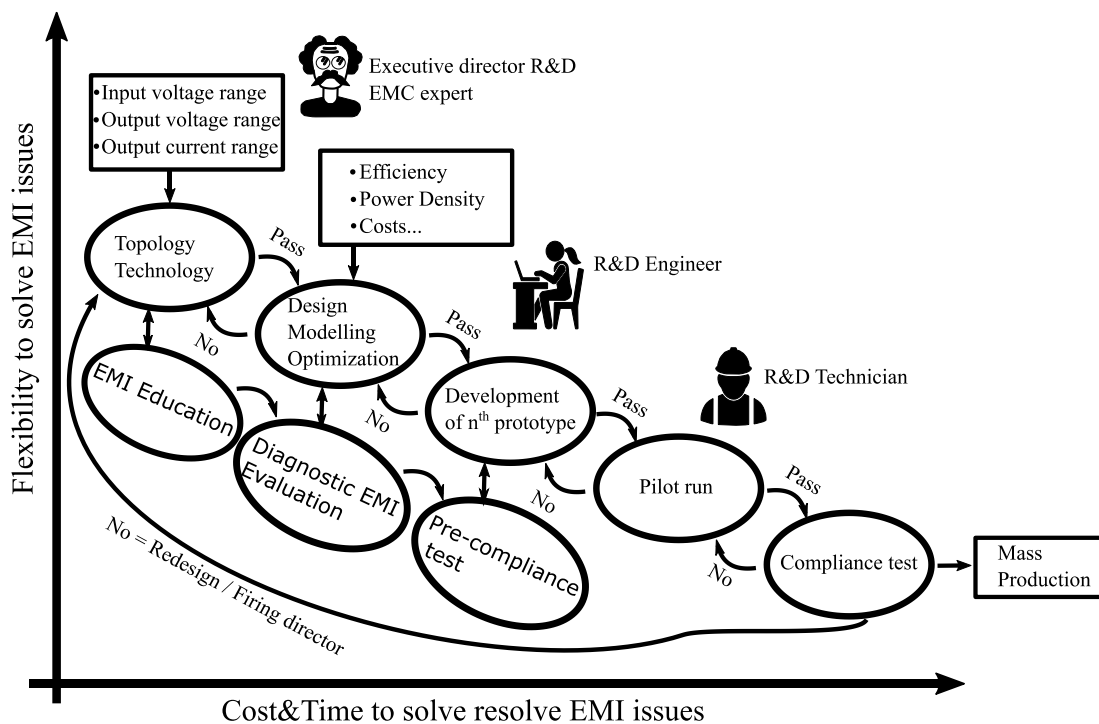 Executive director R&D
EMC expert
•Input voltage range
•Output voltage range
•Output current range
•Efficiency
•Power Density
•Costs...
Topology
Technology
Pass
R&D Engineer
Design
Modelling
Optimization
No
Pass
R&D Technician
EMI Education
Development
of nth prototype
No
Pass
Diagnostic EMI
Evaluation
Pilot run
No
Pass
Pre-compliance
test
Compliance test
No
Mass
Production
No = Redesign / Firing director
Flexibility to solve EMI issues
Cost&Time to solve resolve EMI issues